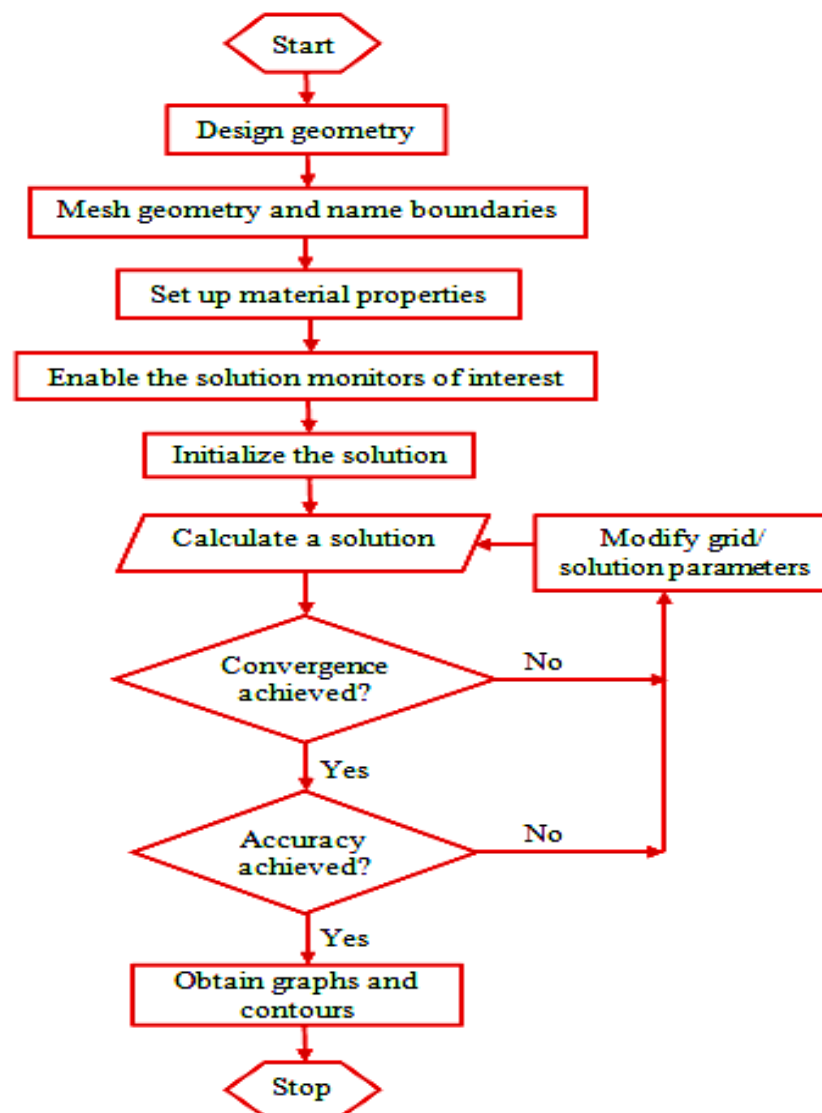 Start
Design geometry
Mesh geometry and name boundaries
Set up material properties
Enable the solution monitors of interest
Initialize the solution
Calculate a solution
Modify grid/
solution parameters
Convergence
achieved?
No
Yes
Accuracy
achieved?
No
Yes
Obtain graphs and
contours
Stop